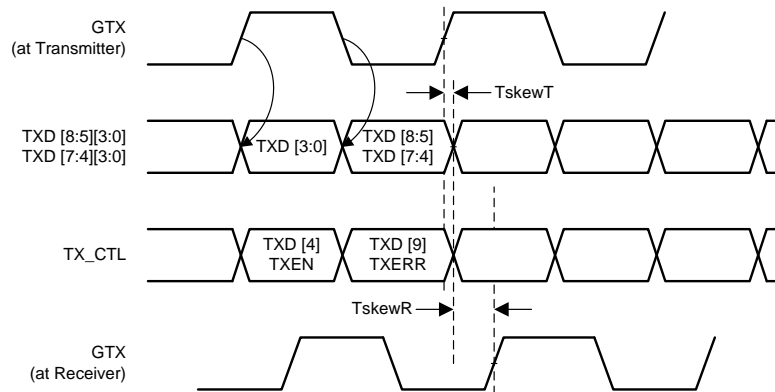 GTX
(at Transmitter)
TskewT
TXD [8:5][3:0]
TXD [7:4][3:0]
TXD [3:0]
TXD [8:5]
TXD [7:4]
TX_CTL
TXD [4]
TXEN
TXD [9]
TXERR
TskewR
GTX
(at Receiver)